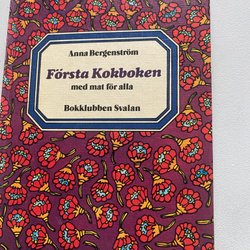 Anna Bergenström
Första Kokboken
med mat för alla
Bokklubben Svalan